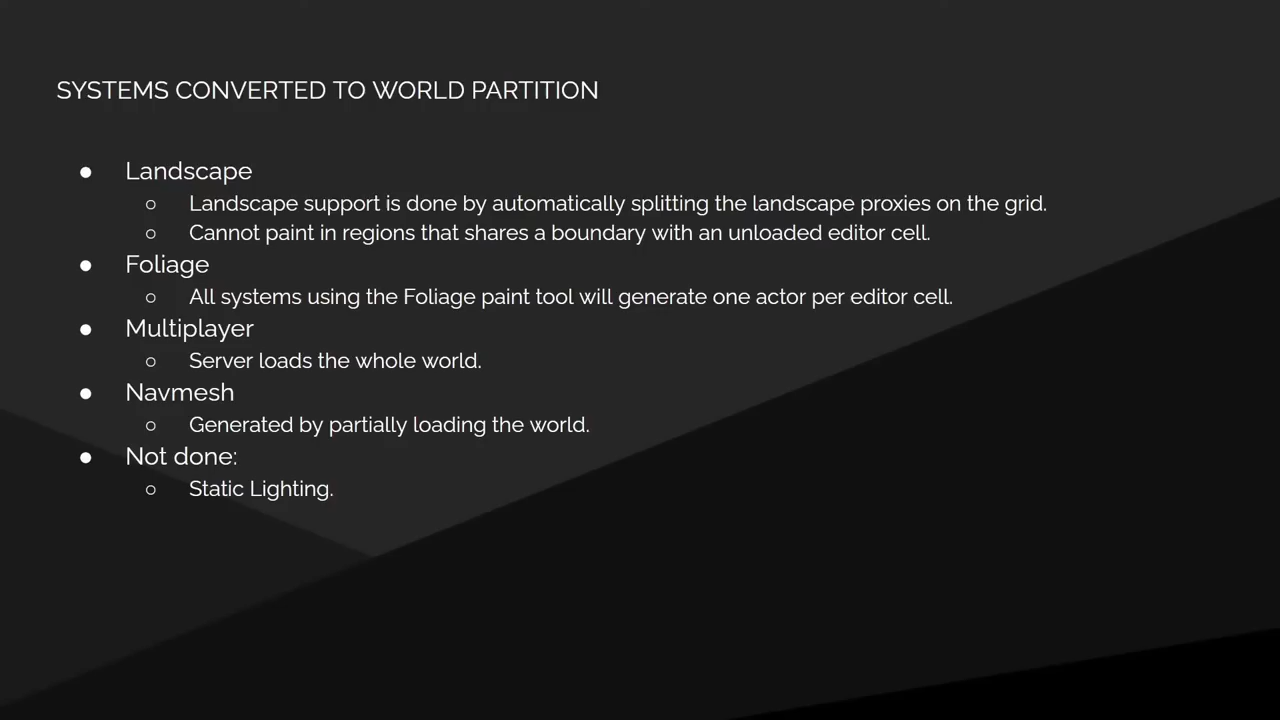 SYSTEMS CONVERTED TO WORLD PARTITION
● Landscape
○ Landscape support is done by automatically splitting the landscape proxies on the grid.
○ Cannot paint in regions that shares a boundary with an unloaded editor cell.
● Foliage
○ All systems using the Foliage paint tool will generate one actor per editor cell.
● Multiplayer
○ Server loads the whole world.
● Navmesh
○ Generated by partially loading the world.
● Not done:
○ Static Lighting.